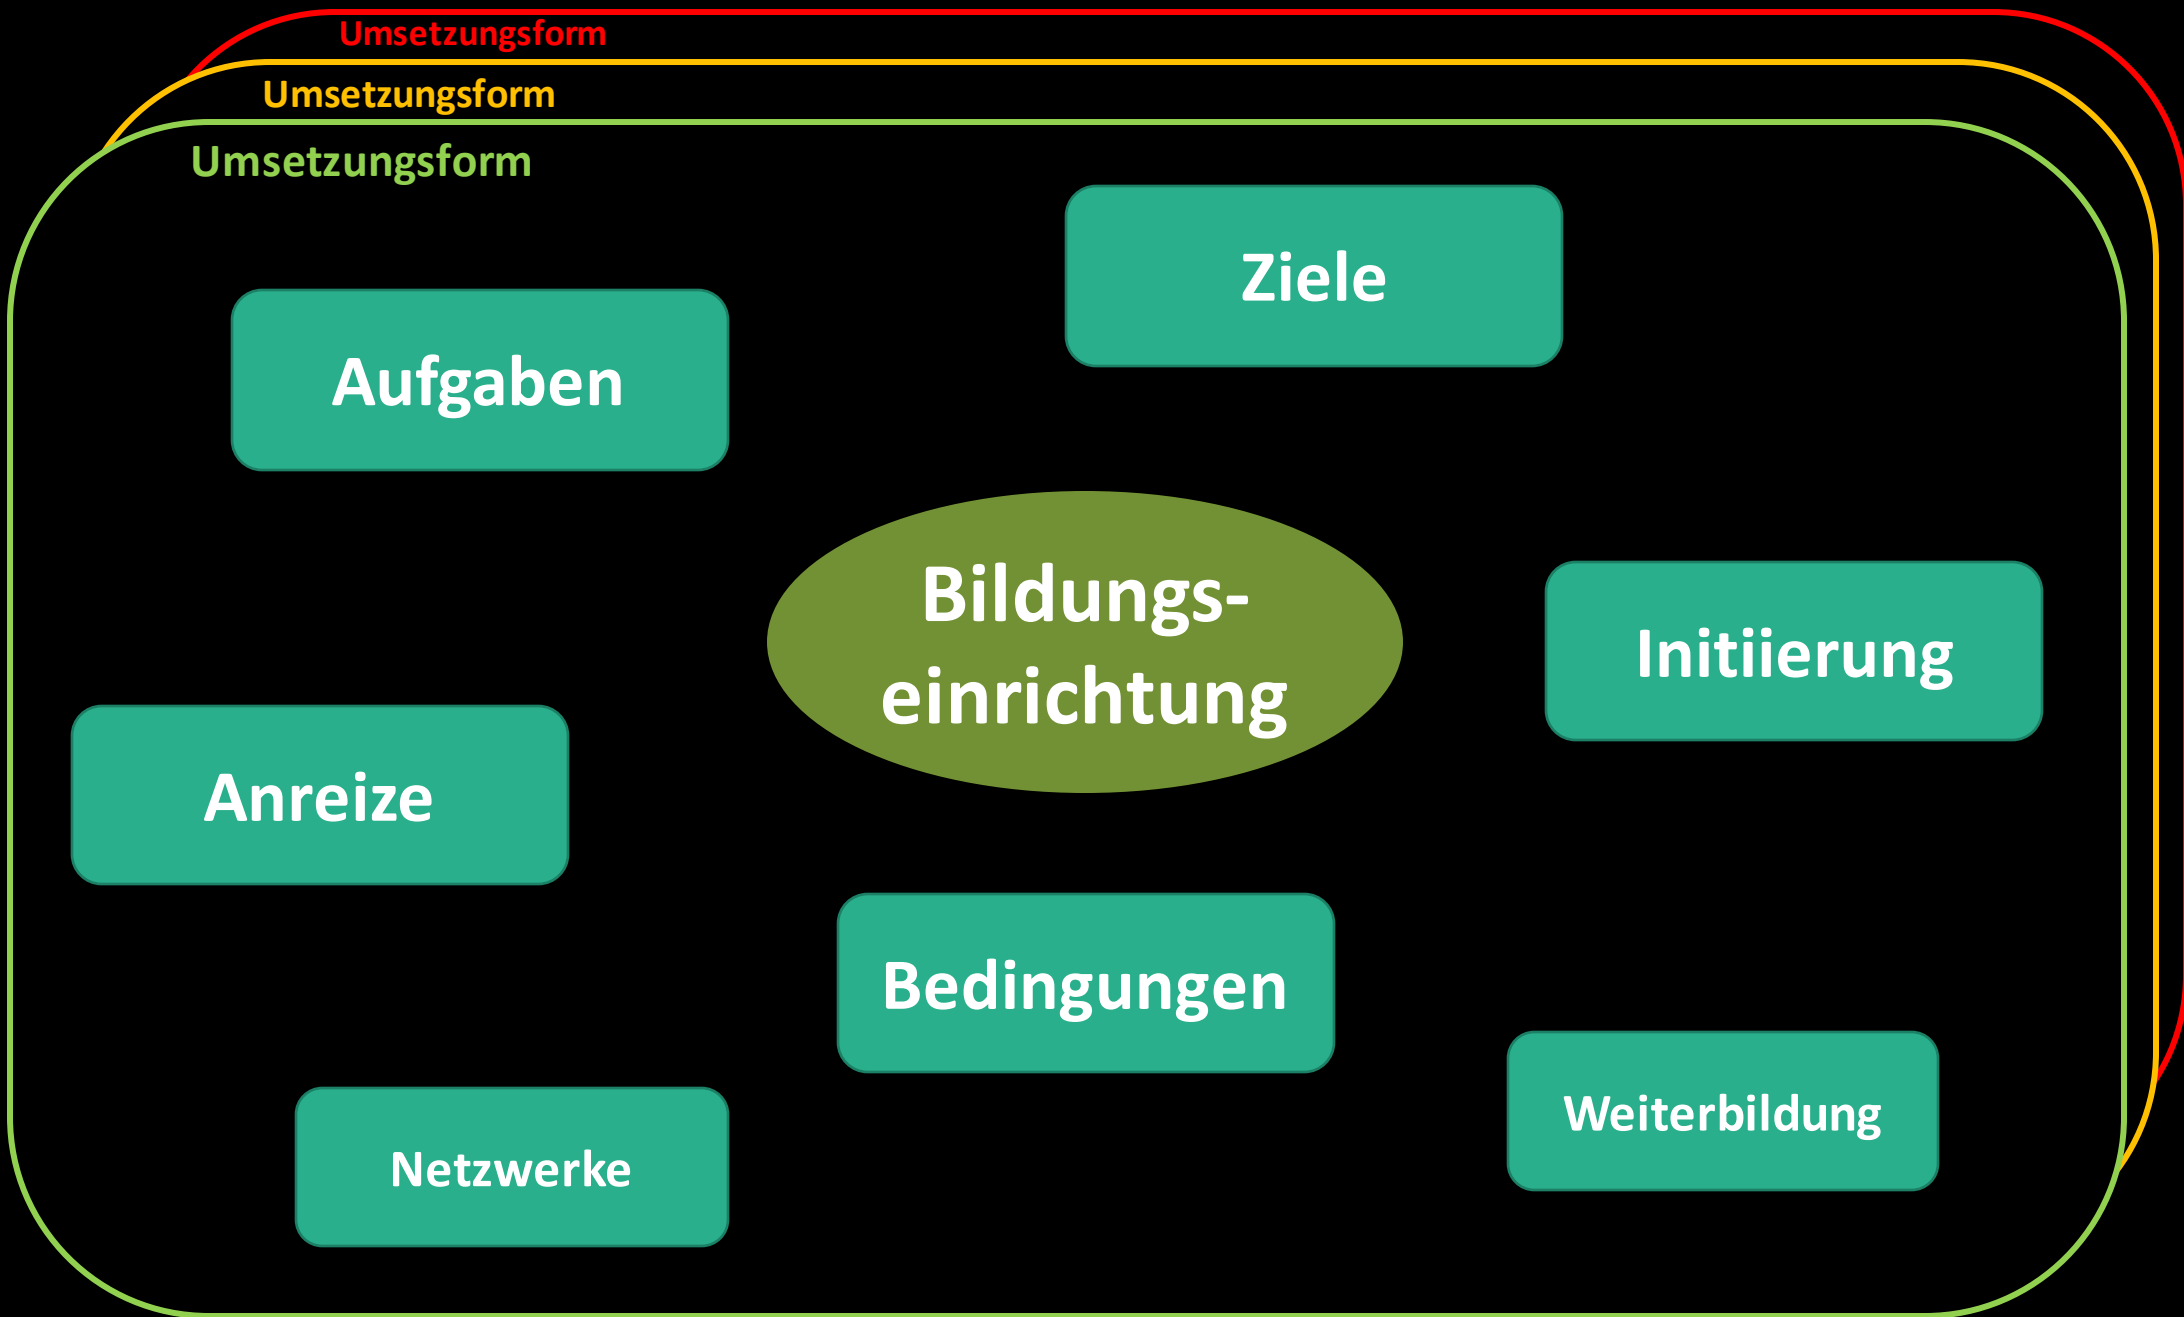 Umsetzungsform
Umsetzungsform
Umsetzungsform
Ziele
Aufgaben
Bildungs-
einrichtung
Initiierung
Anreize
Bedingungen
Weiterbildung
Netzwerke